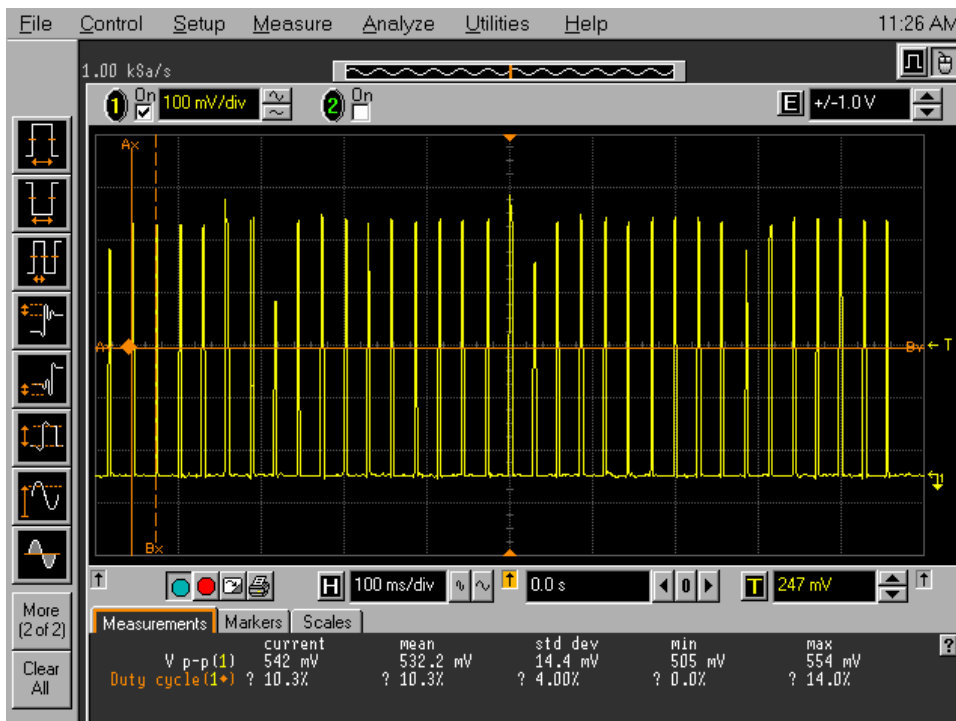 File Control Setup Measure Analyze Utilities Help 11:26 AM
1.00 kSa/s
1 On 100 mV/div 2 On E +/-1.0 V
Ax
Ay By ← T
Bx
H 100 ms/div 0.0 s 0 T 247 mV
More
(2 of 2)
Clear
All
Measurements Markers Scales
current mean std dev min max ?
V p-p(1) 542 mV 532.2 mV 14.4 mV 505 mV 554 mV
Duty cycle(1◆) ? 10.3% ? 10.3% ? 4.00% ? 0.0% ? 14.0%